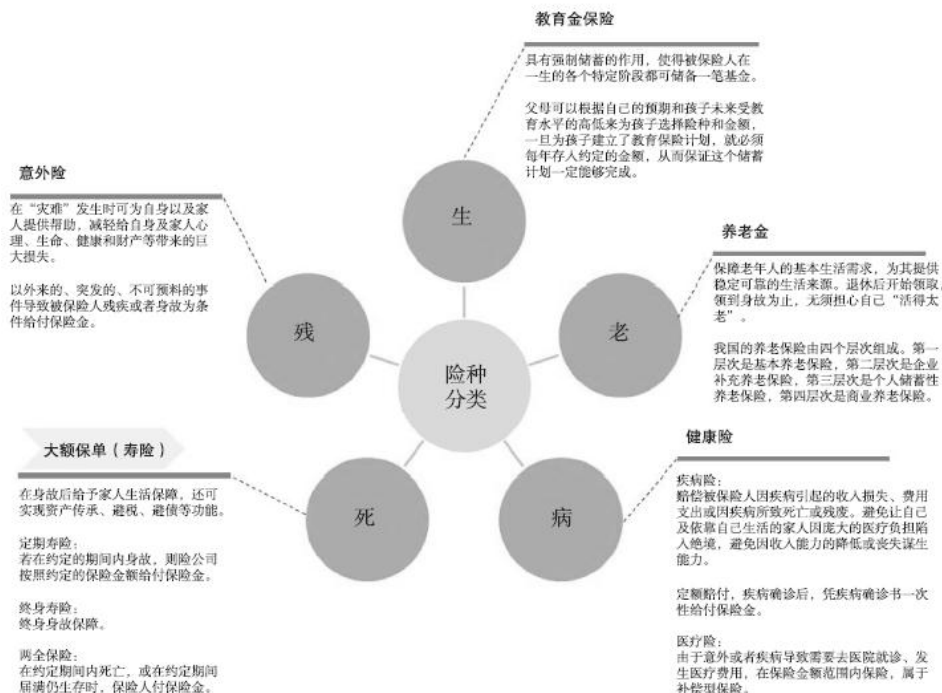 教育金保险
具有强制储蓄的作用，使得被保险人在
一生的各个特定阶段都可储备一笔基金。
父母可以根据自己的预期和孩子未来受教
育水平的高低来为孩子选择险种和金额，
一旦为孩子建立了教育保险计划，就必须
每年存入约定的金额，从而保证这个储蓄
计划一定能够完成。
意外险
在“灾难”发生时可为自身以及家
人提供帮助，减轻给自身及家人心
理、生命、健康和财产等带来的巨
大损失。
以外来的、突发的、不可预料的事
件导致被保险人残疾或者身故为条
件给付保险金。
生
养老金
保障老年人的基本生活需求，为其提供
稳定可靠的生活来源。退休后开始领取，
领到身故为止，无须担心自己“活得太
老”。
我国的养老保险由四个层次组成。第一
层次是基本养老保险，第二层次是企业
补充养老保险，第三层次是个人储蓄性
养老保险，第四层次是商业养老保险。
残
老
险种
分类
大额保单（寿险）
在身故后给予家人生活保障，还可
实现资产传承、避税、避债等功能。
定期寿险：
若在约定的期间内身故，则险公司
按照约定的保险金额给付保险金。
终身寿险：
终身身故保障。
两全保险：
在约定期间内死亡，或在约定期间
届满仍生存时，保险人付保险金。
死
病
健康险
疾病险：
赔偿被保险人因疾病引起的收入损失、费用
支出或因疾病所致死亡或残废。避免让自己
及依靠自己生活的家人因庞大的医疗负担陷
入绝境，避免因收入能力的降低或丧失谋生
能力。
定额赔付，疾病确诊后，凭疾病确诊书一次
性给付保险金。
医疗险：
由于意外或者疾病导致需要去医院就诊、发
生医疗费用，在保险金额范围内保险，属于
补偿型保险。